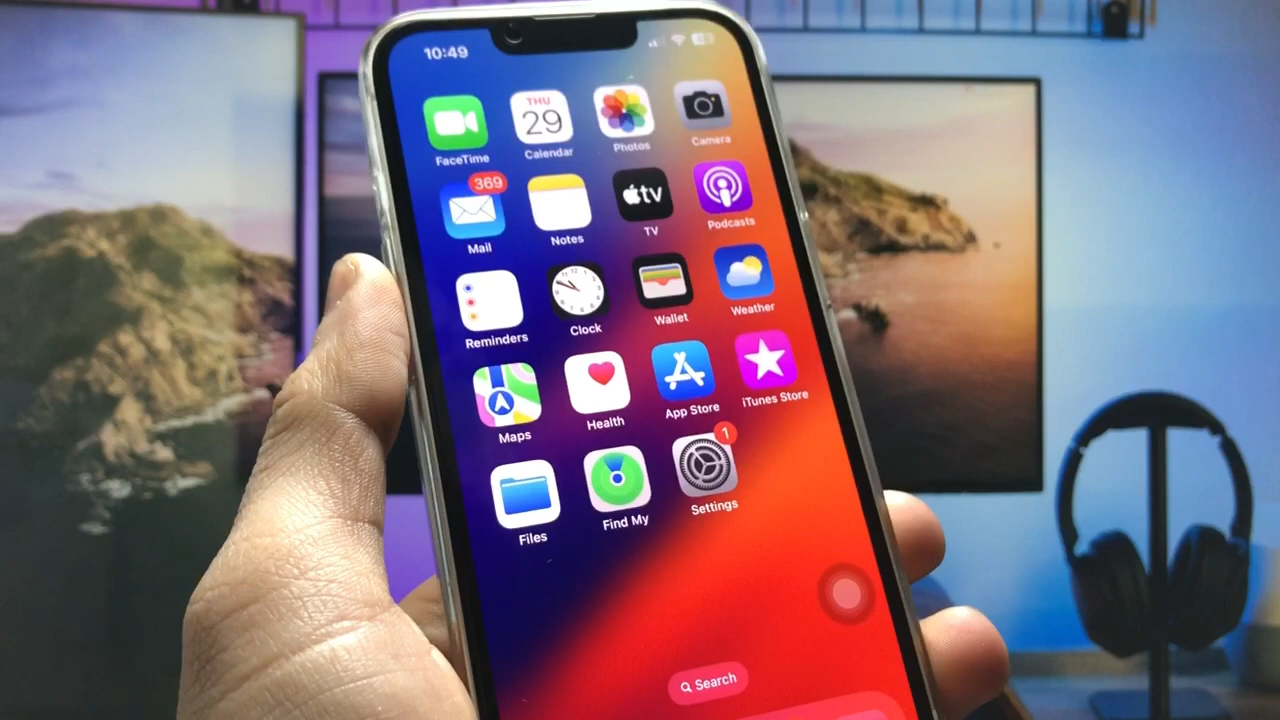 10:49
THU
29
FaceTime
Calendar
Photos
Camera
369
tv
Mail
Notes
TV
Podcasts
Reminders
Clock
Wallet
Weather
Maps
Health
App Store
iTunes Store
1
Files
Find My
Settings
Search